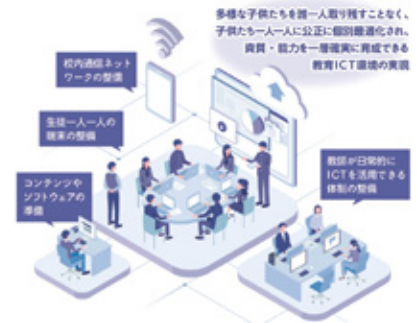 多様な子供たちを誰一人取り残すことなく、
子供たち一人一人に公正に個別最適化され、
資質・能力を一層確実に育成できる
教育ICT環境の実現
校内通信ネット
ワークの整備
生徒一人一人の
端末の整備
コンテンツや
ソフトウェアの
準備
教師が日常的に
ICTを活用できる
体制の整備